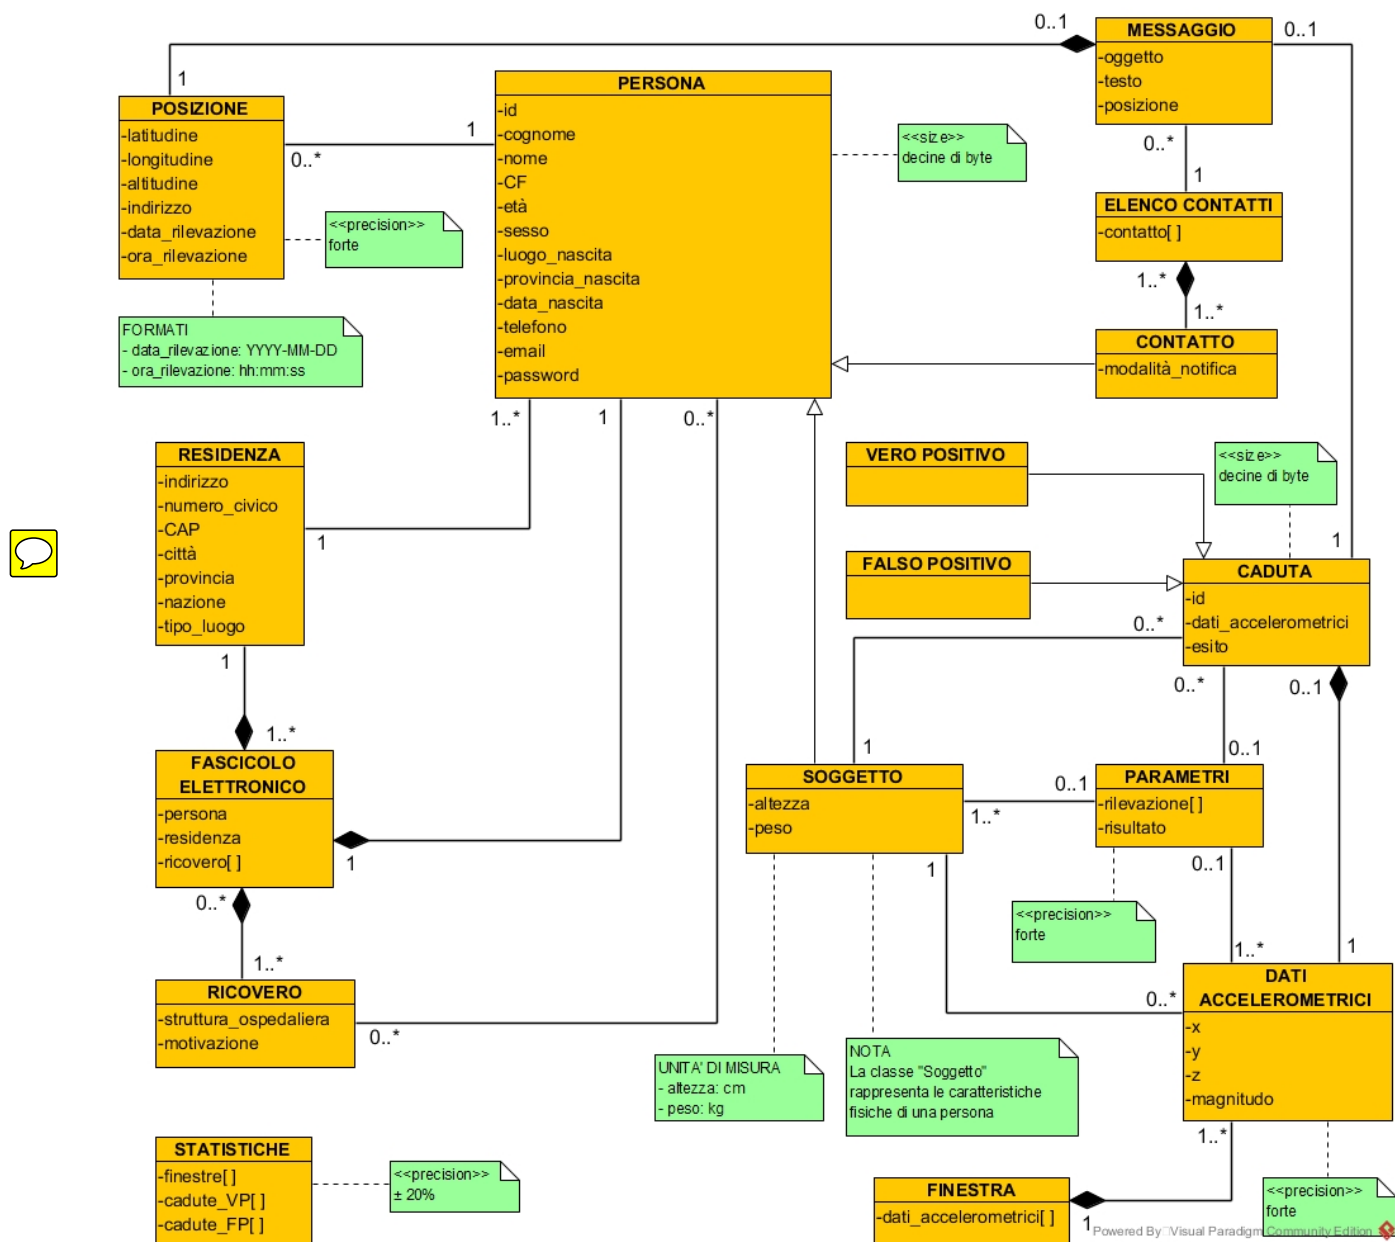 0..1
MESSAGGIO
-oggetto
-testo
-posizione
0..1
1
POSIZIONE
-latitudine
-longitudine
-altitudine
-indirizzo
-data_rilevazione
-ora_rilevazione
0..*
1
PERSONA
-id
-cognome
-nome
-CF
-età
-sesso
-luogo_nascita
-provincia_nascita
-data_nascita
-telefono
-email
-password
<<size>>
decine di byte
0..*
1
ELENCO CONTATTI
-contatto[ ]
1..*
1..*
CONTATTO
-modalità_notifica
<<precision>>
forte
FORMATI
- data_rilevazione: YYYY-MM-DD
- ora_rilevazione: hh:mm:ss
1..*
1
0..*
RESIDENZA
-indirizzo
-numero_civico
-CAP
-città
-provincia
-nazione
-tipo_luogo
1
VERO POSITIVO
FALSO POSITIVO
<<size>>
decine di byte
1
CADUTA
-id
-dati_accelerometrici
-esito
0..*
0..*
0..1
1
1..*
FASCICOLO
ELETTRONICO
-persona
-residenza
-ricovero[ ]
1
0..*
1..*
1
SOGGETTO
-altezza
-peso
1..*
0..1
0..1
PARAMETRI
-rilevazione[ ]
-risultato
1
0..1
<<precision>>
forte
1..*
1
RICOVERO
-struttura_ospedaliera
-motivazione
0..*
0..*
DATI
ACCELEROMETRICI
-x
-y
-z
-magnitudo
UNITA' DI MISURA
- altezza: cm
- peso: kg
NOTA
La classe "Soggetto"
rappresenta le caratteristiche
fisiche di una persona
1..*
STATISTICHE
-finestre[ ]
-cadute_VP[ ]
-cadute_FP[ ]
<<precision>>
± 20%
FINESTRA
-dati_accelerometrici[ ]
1
<<precision>>
forte
Powered By Visual Paradigm Community Edition